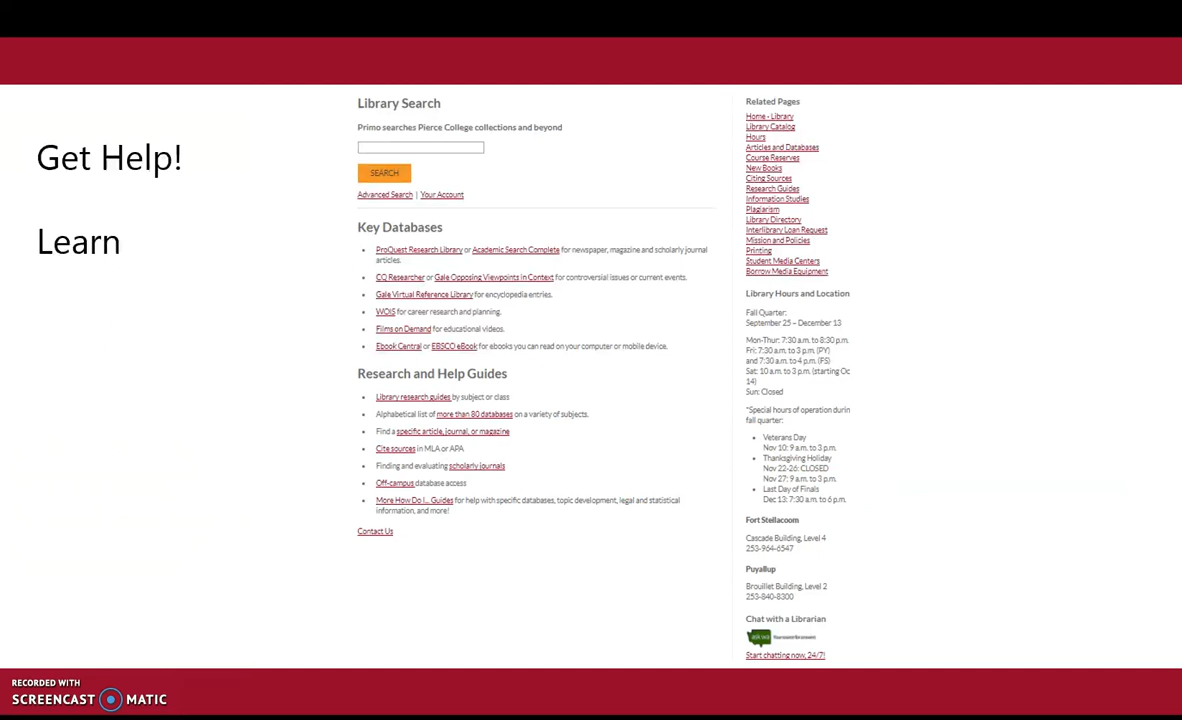 Get Help!
Learn
Library Search
Primo searches Pierce College collections and beyond
SEARCH
Advanced Search | Your Account
Key Databases
ProQuest Research Library or Academic Search Complete for newspaper, magazine and scholarly journal
articles.
CQ Researcher or Gale Opposing Viewpoints in Context for controversial issues or current events.
Gale Virtual Reference Library for encyclopedia entries.
WOIS for career research and planning.
Films on Demand for educational videos.
Ebook Central or EBSCO eBook for ebooks you can read on your computer or mobile device.
Research and Help Guides
Library research guides by subject or class
Alphabetical list of more than 80 databases on a variety of subjects.
Find a specific article, journal, or magazine
Cite sources in MLA or APA
Finding and evaluating scholarly journals
Off-campus database access
More How Do I... Guides for help with specific databases, topic development, legal and statistical
information, and more!
Contact Us
Related Pages
Home - Library
Library Catalog
Hours
Articles and Databases
Course Reserves
New Books
Citing Sources
Research Guides
Information Studies
Plagiarism
Library Directory
Interlibrary Loan Request
Mission and Policies
Printing
Student Media Centers
Borrow Media Equipment
Library Hours and Location
Fall Quarter:
September 25 – December 13
Mon-Thur: 7:30 a.m. to 8:30 p.m.
Fri: 7:30 a.m. to 3 p.m. (PY)
and 7:30 a.m. to 4 p.m. (FS)
Sat: 10 a.m. to 3 p.m. (starting Oc
14)
Sun: Closed
*Special hours of operation durin
fall quarter:
Veterans Day
Nov 10: 9 a.m. to 3 p.m.
Thanksgiving Holiday
Nov 22-26: CLOSED
Nov 27: 9 a.m. to 3 p.m.
Last Day of Finals
Dec 13: 7:30 a.m. to 6 p.m.
Fort Steilacoom
Cascade Building, Level 4
253-964-6547
Puyallup
Brouillet Building, Level 2
253-840-8300
Chat with a Librarian
ask wa
Start chatting now, 24/7!
RECORDED WITH
SCREENCAST MATIC